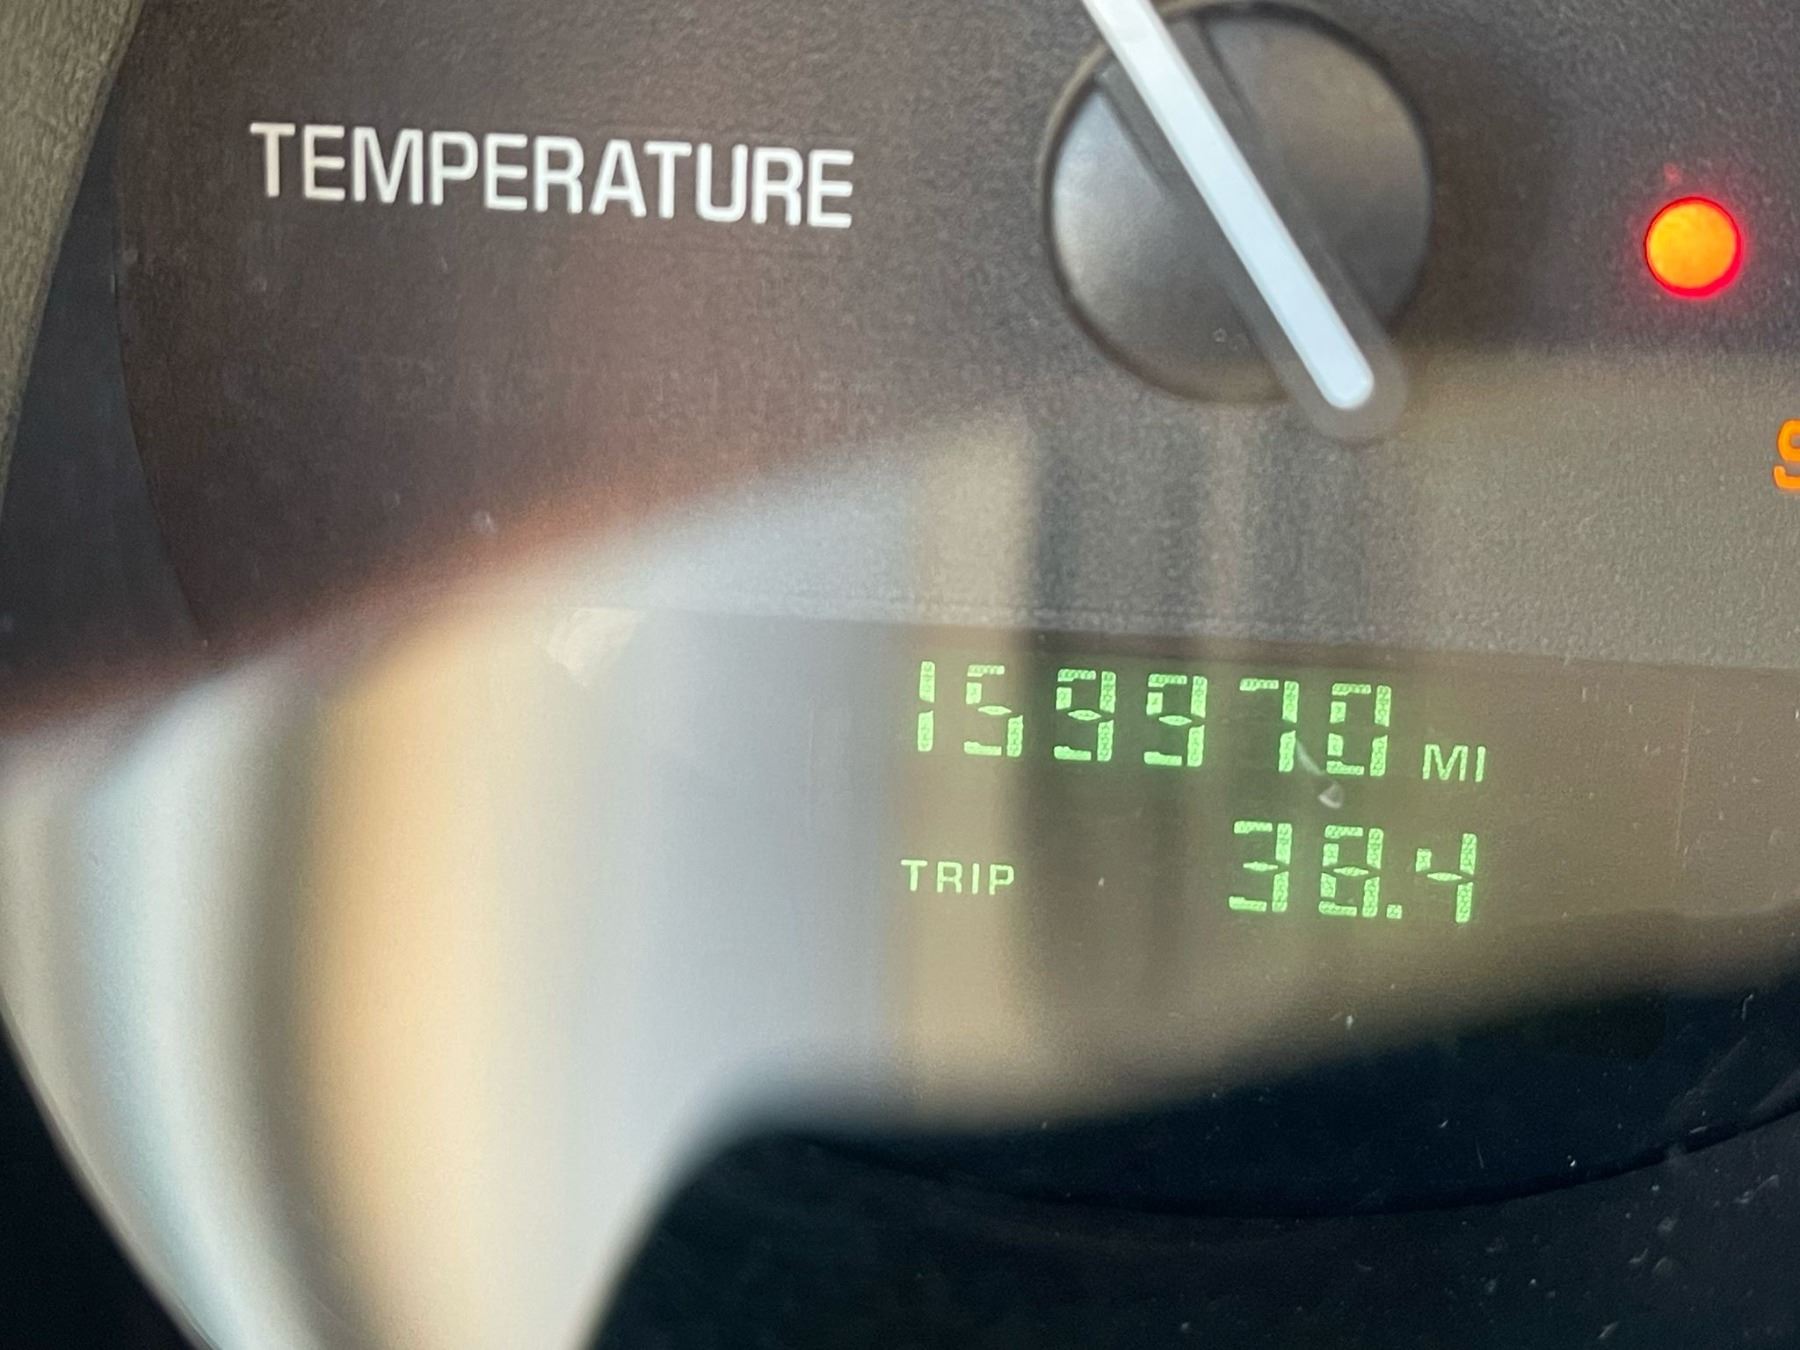 TEMPERATURE
159970 MI
TRIP 38.4